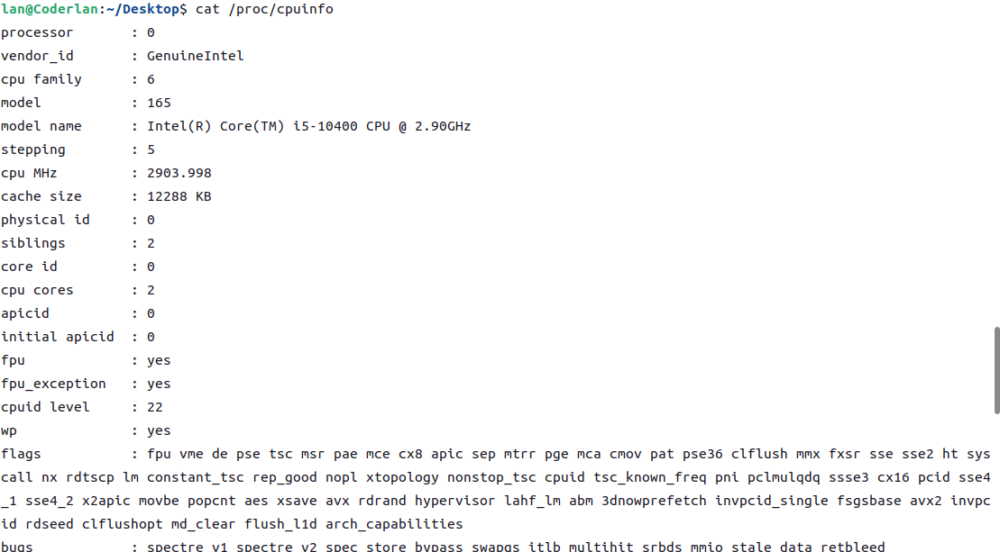 lan@Coderlan:~/Desktop$ cat /proc/cpuinfo
processor : 0
vendor_id : GenuineIntel
cpu family : 6
model : 165
model name : Intel(R) Core(TM) i5-10400 CPU @ 2.90GHz
stepping : 5
cpu MHz : 2903.998
cache size : 12288 KB
physical id : 0
siblings : 2
core id : 0
cpu cores : 2
apicid : 0
initial apicid : 0
fpu : yes
fpu_exception : yes
cpuid level : 22
wp : yes
flags : fpu vme de pse tsc msr pae mce cx8 apic sep mtrr pge mca cmov pat pse36 clflush mmx fxsr sse sse2 ht sys
call nx rdtscp lm constant_tsc rep_good nopl xtopology nonstop_tsc cpuid tsc_known_freq pni pclmulqdq ssse3 cx16 pcid sse4
_1 sse4_2 x2apic movbe popcnt aes xsave avx rdrand hypervisor lahf_lm abm 3dnowprefetch invpcid_single fsgsbase avx2 invpc
id rdseed clflushopt md_clear flush_l1d arch_capabilities
bugs : spectre_v1 spectre_v2 spec_store_bypass swapgs itlb_multihit srbds mmio_stale_data retbleed